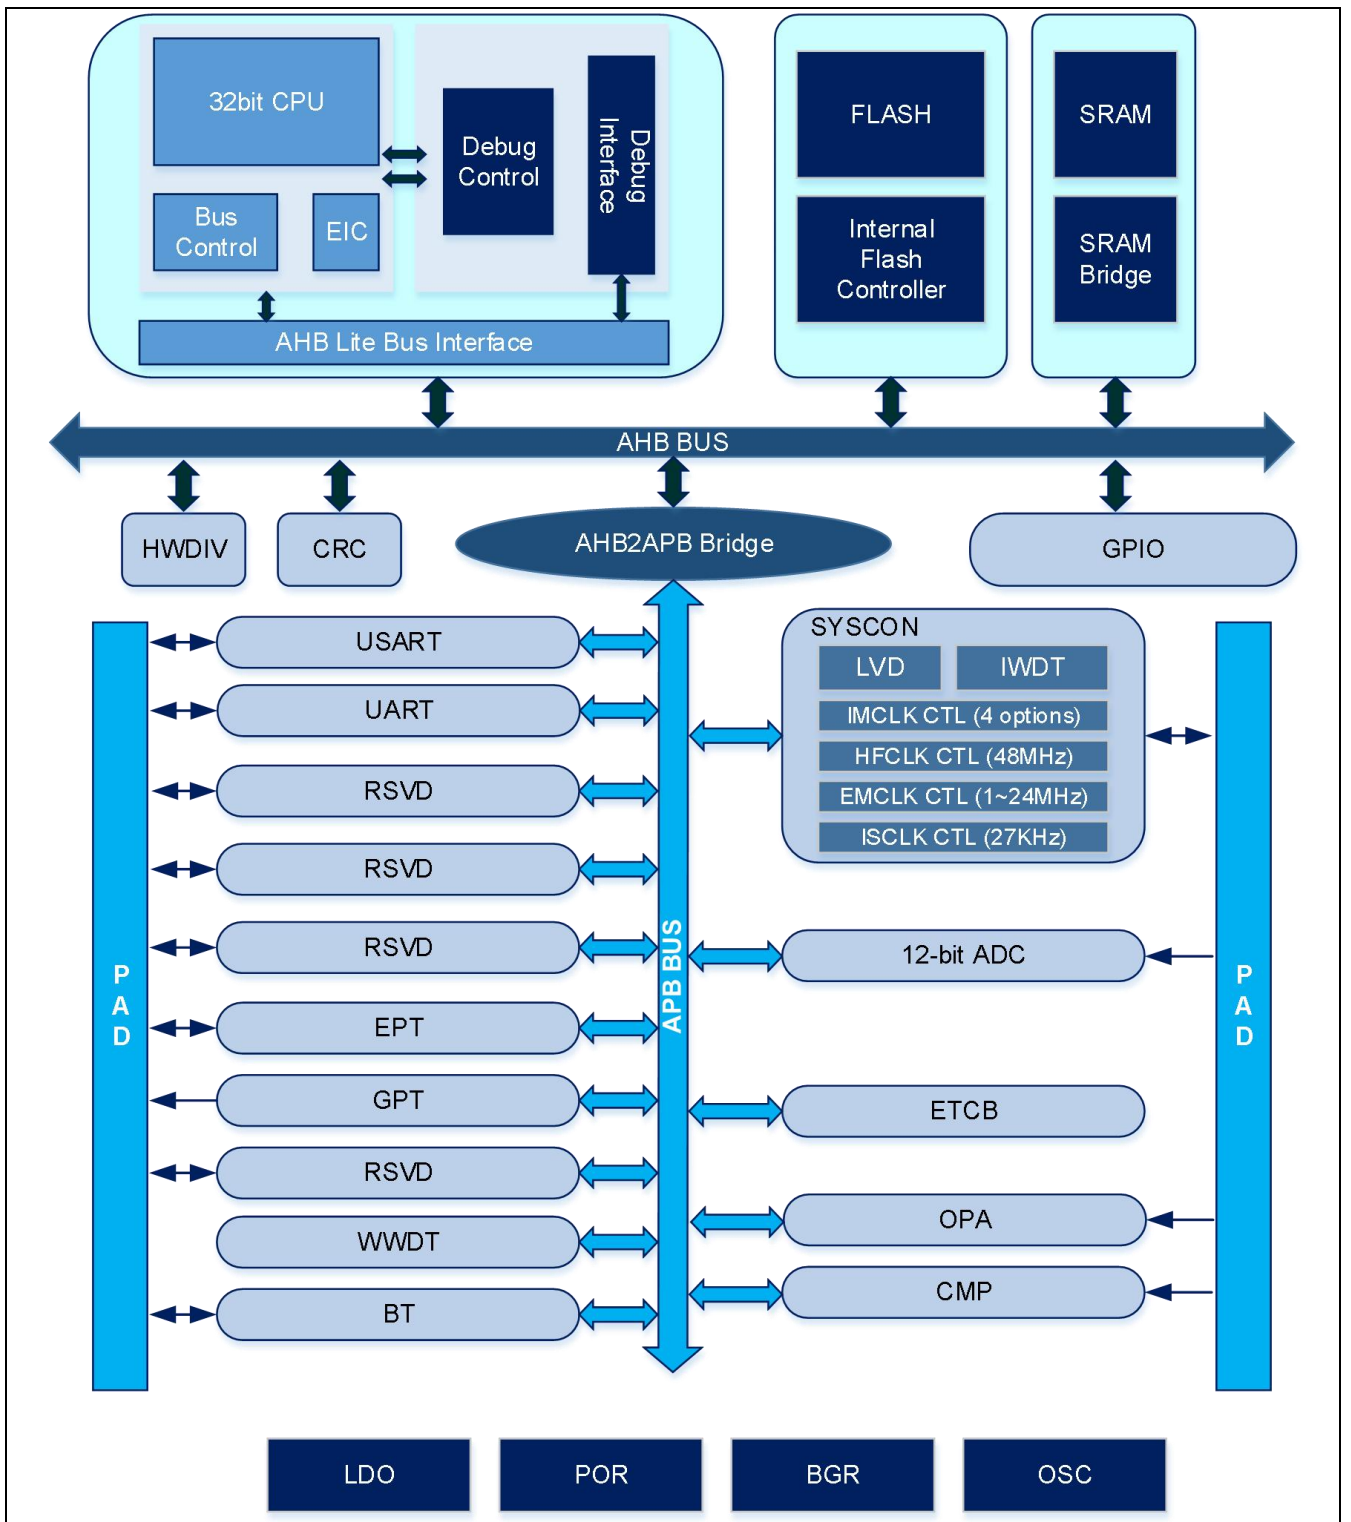 32bit CPU
Bus
Control
EIC
Debug
Control
Debug
Interface
AHB Lite Bus Interface
FLASH
Internal
Flash
Controller
SRAM
SRAM
Bridge
AHB BUS
HWDIV
CRC
AHB2APB Bridge
GPIO
PAD
USART
UART
RSVD
RSVD
RSVD
EPT
GPT
RSVD
WWDT
BT
APB BUS
SYSCON
LVD
IWDT
IMCLK CTL (4 options)
HFCLK CTL (48MHz)
EMCLK CTL (1~24MHz)
ISCLK CTL (27KHz)
12-bit ADC
ETCB
OPA
CMP
PAD
LDO
POR
BGR
OSC